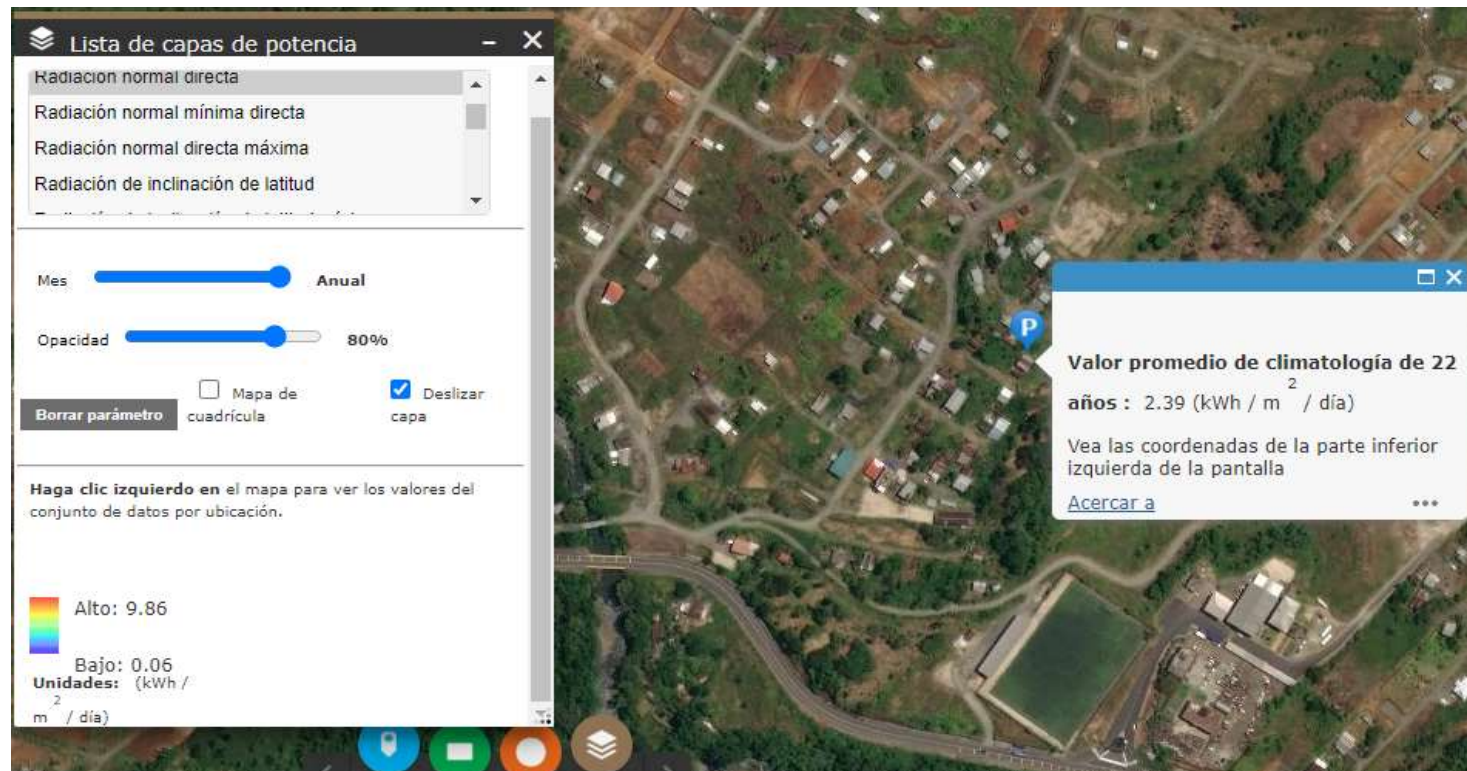 Lista de capas de potencia
Radiación normal directa
Radiación normal mínima directa
Radiación normal directa máxima
Radiación de inclinación de latitud
Mes Anual
Opacidad 80%
Borrar parámetro
Mapa de
cuadrícula
Deslizar
capa
Haga clic izquierdo en el mapa para ver los valores del
conjunto de datos por ubicación.
Alto: 9.86
Bajo: 0.06
Unidades: (kWh /
m² / día)
P
Valor promedio de climatología de 22
años : 2.39 (kWh / m² / día)
Vea las coordenadas de la parte inferior
izquierda de la pantalla
Acercar a